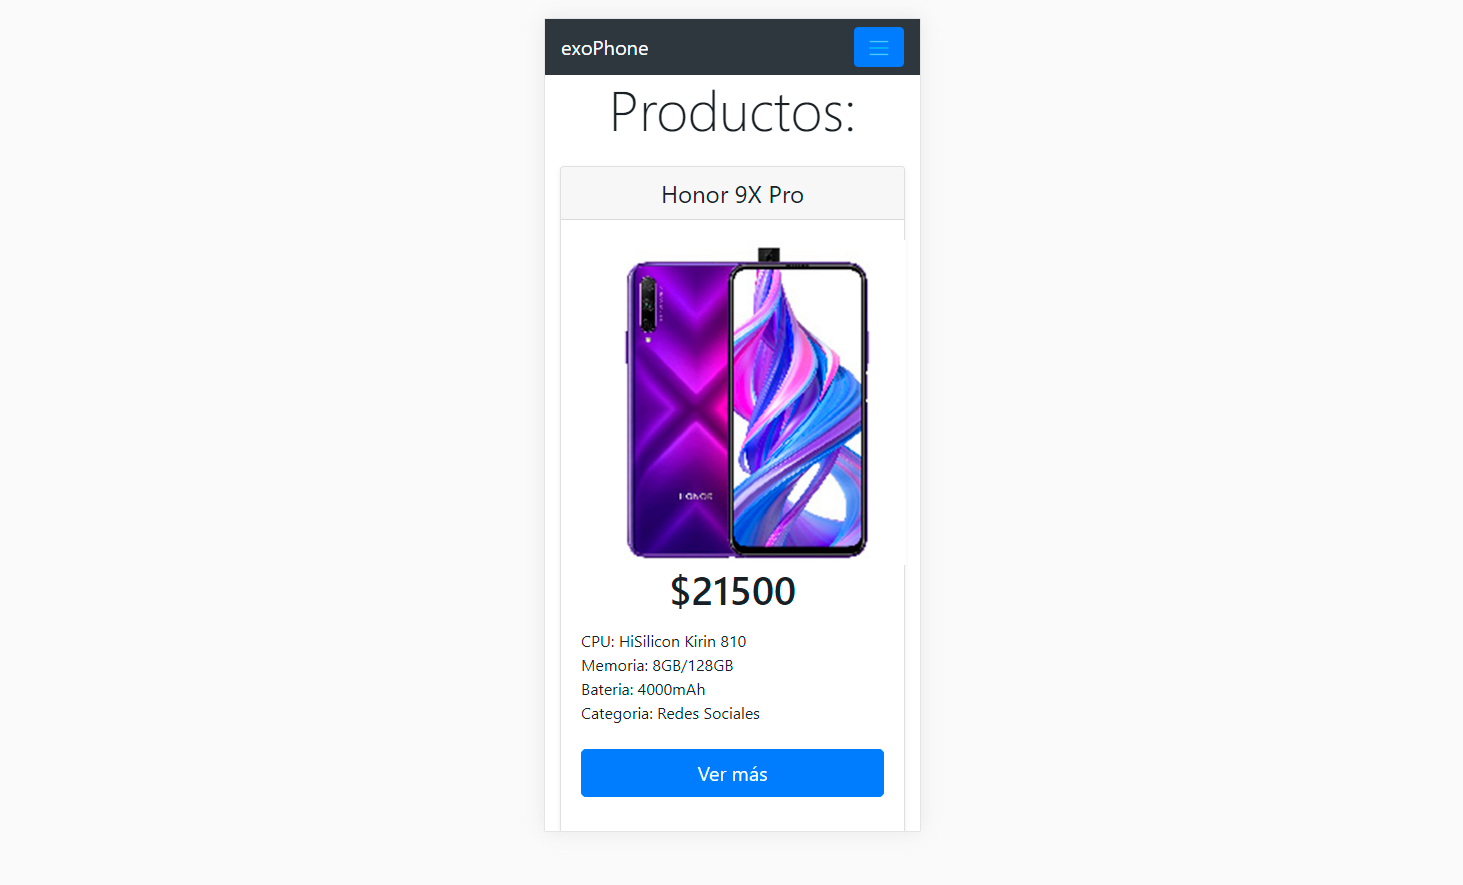 exoPhone
Productos:
Honor 9X Pro
HONOR
$21500
CPU: HiSilicon Kirin 810
Memoria: 8GB/128GB
Bateria: 4000mAh
Categoria: Redes Sociales
Ver más